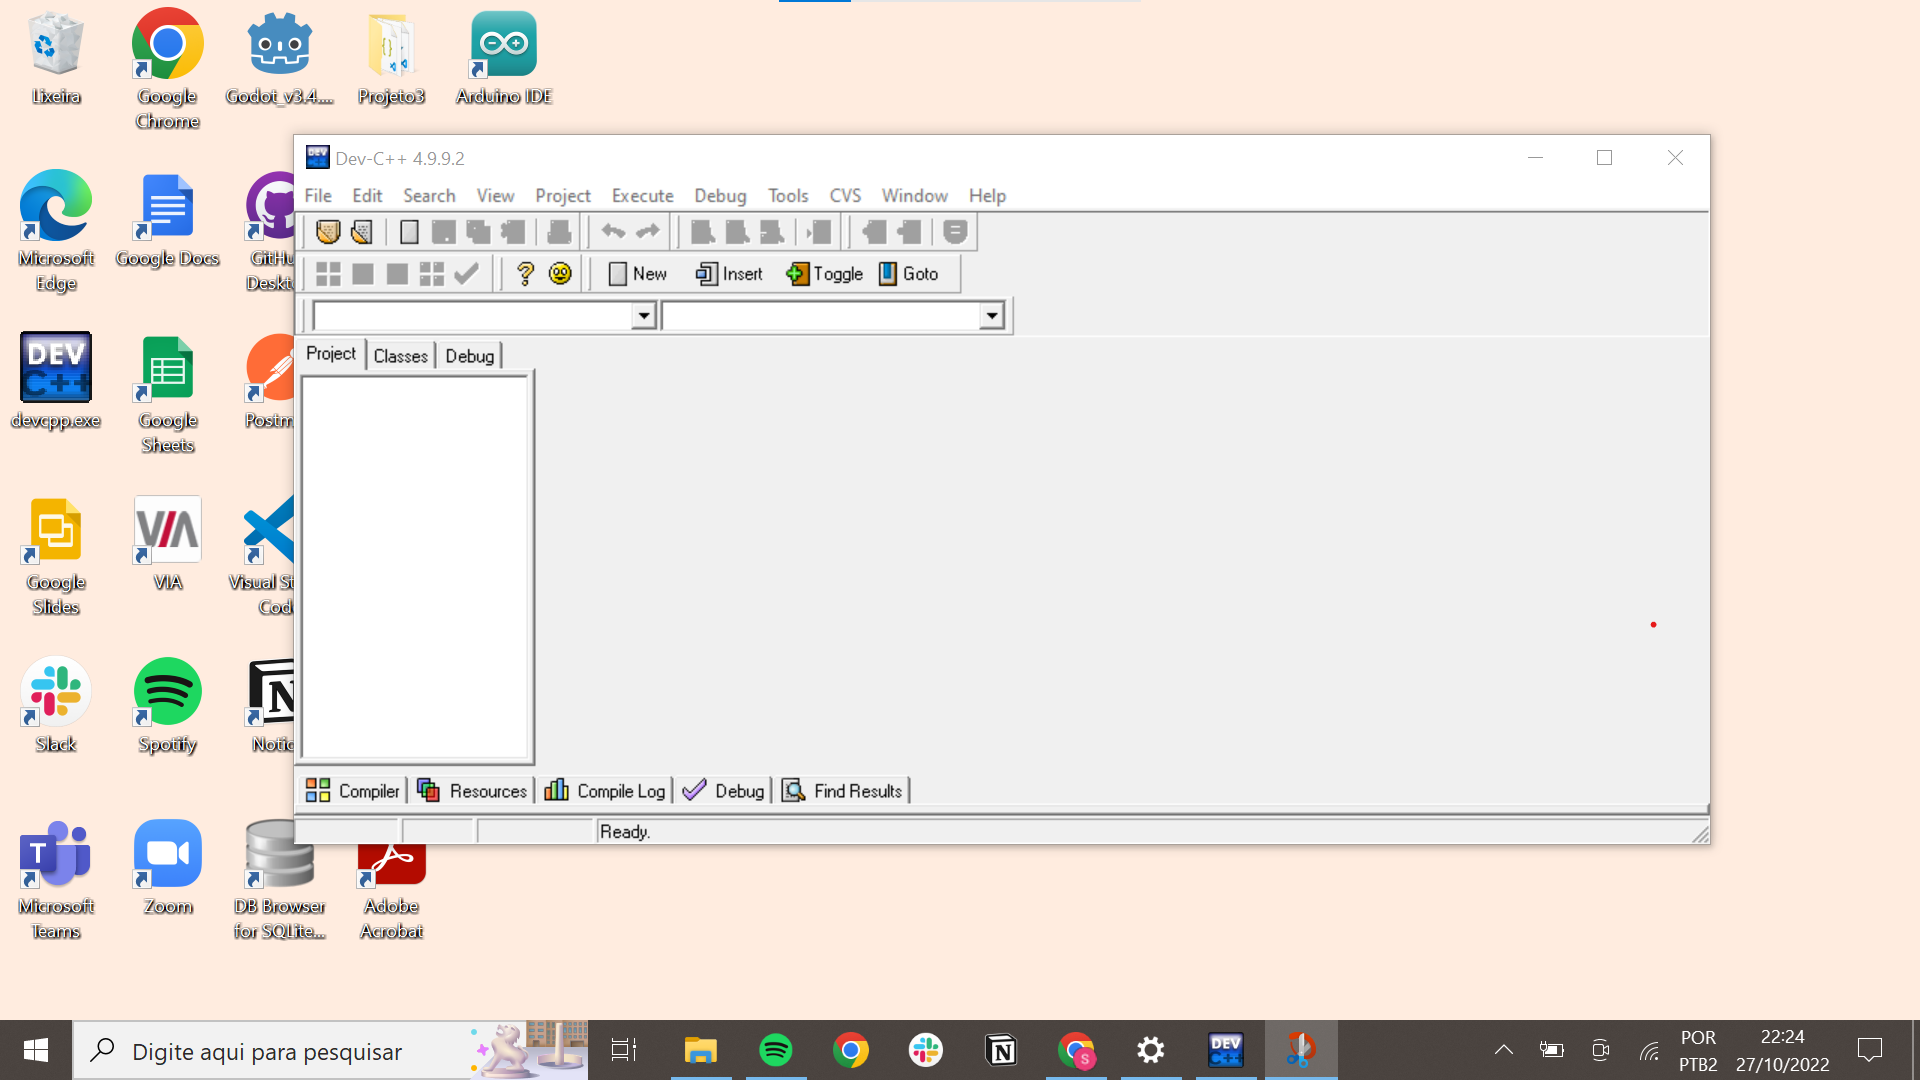 Lixeira
Google
Chrome
Godot_v3.4....
Projeto3
Arduino IDE
Microsoft
Edge
Google Docs
GitHu
Deskt
DEV
C++
devcpp.exe
Google
Sheets
Postm
Google
Slides
VIA
VIA
Visual St
Cod
Slack
Spotify
N
Notio
T
Microsoft
Teams
Zoom
DB Browser
for SQLite...
Adobe
Acrobat
DEV
Dev-C++ 4.9.9.2
File Edit Search View Project Execute Debug Tools CVS Window Help
New Insert Toggle Goto
Project Classes Debug
Compiler Resources Compile Log Debug Find Results
Ready.
Digite aqui para pesquisar
N
S
DEV
C++
POR
PTB2
22:24
27/10/2022